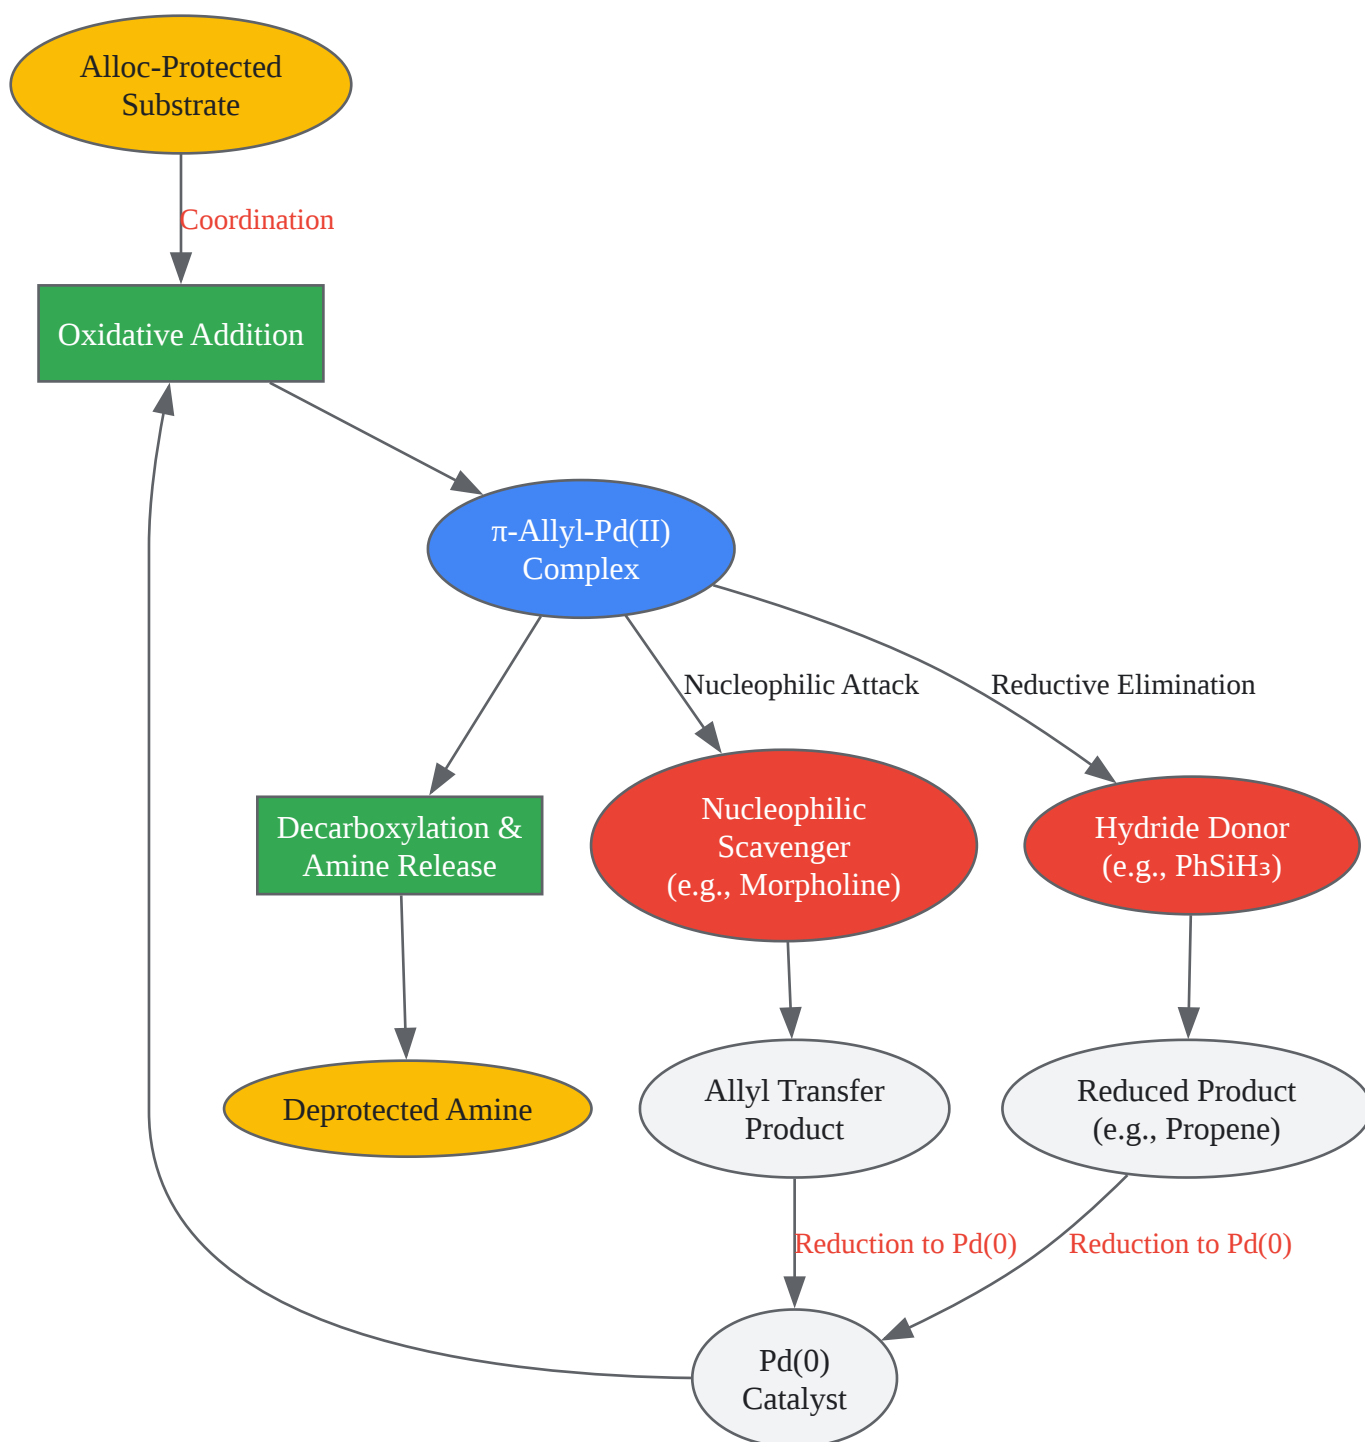 Alloc-Protected
Substrate
Coordination
Oxidative Addition
π-Allyl-Pd(II)
Complex
Nucleophilic Attack
Reductive Elimination
Decarboxylation &
Amine Release
Nucleophilic
Scavenger
(e.g., Morpholine)
Hydride Donor
(e.g., PhSiH₃)
Deprotected Amine
Allyl Transfer
Product
Reduced Product
(e.g., Propene)
Reduction to Pd(0)
Reduction to Pd(0)
Pd(0)
Catalyst